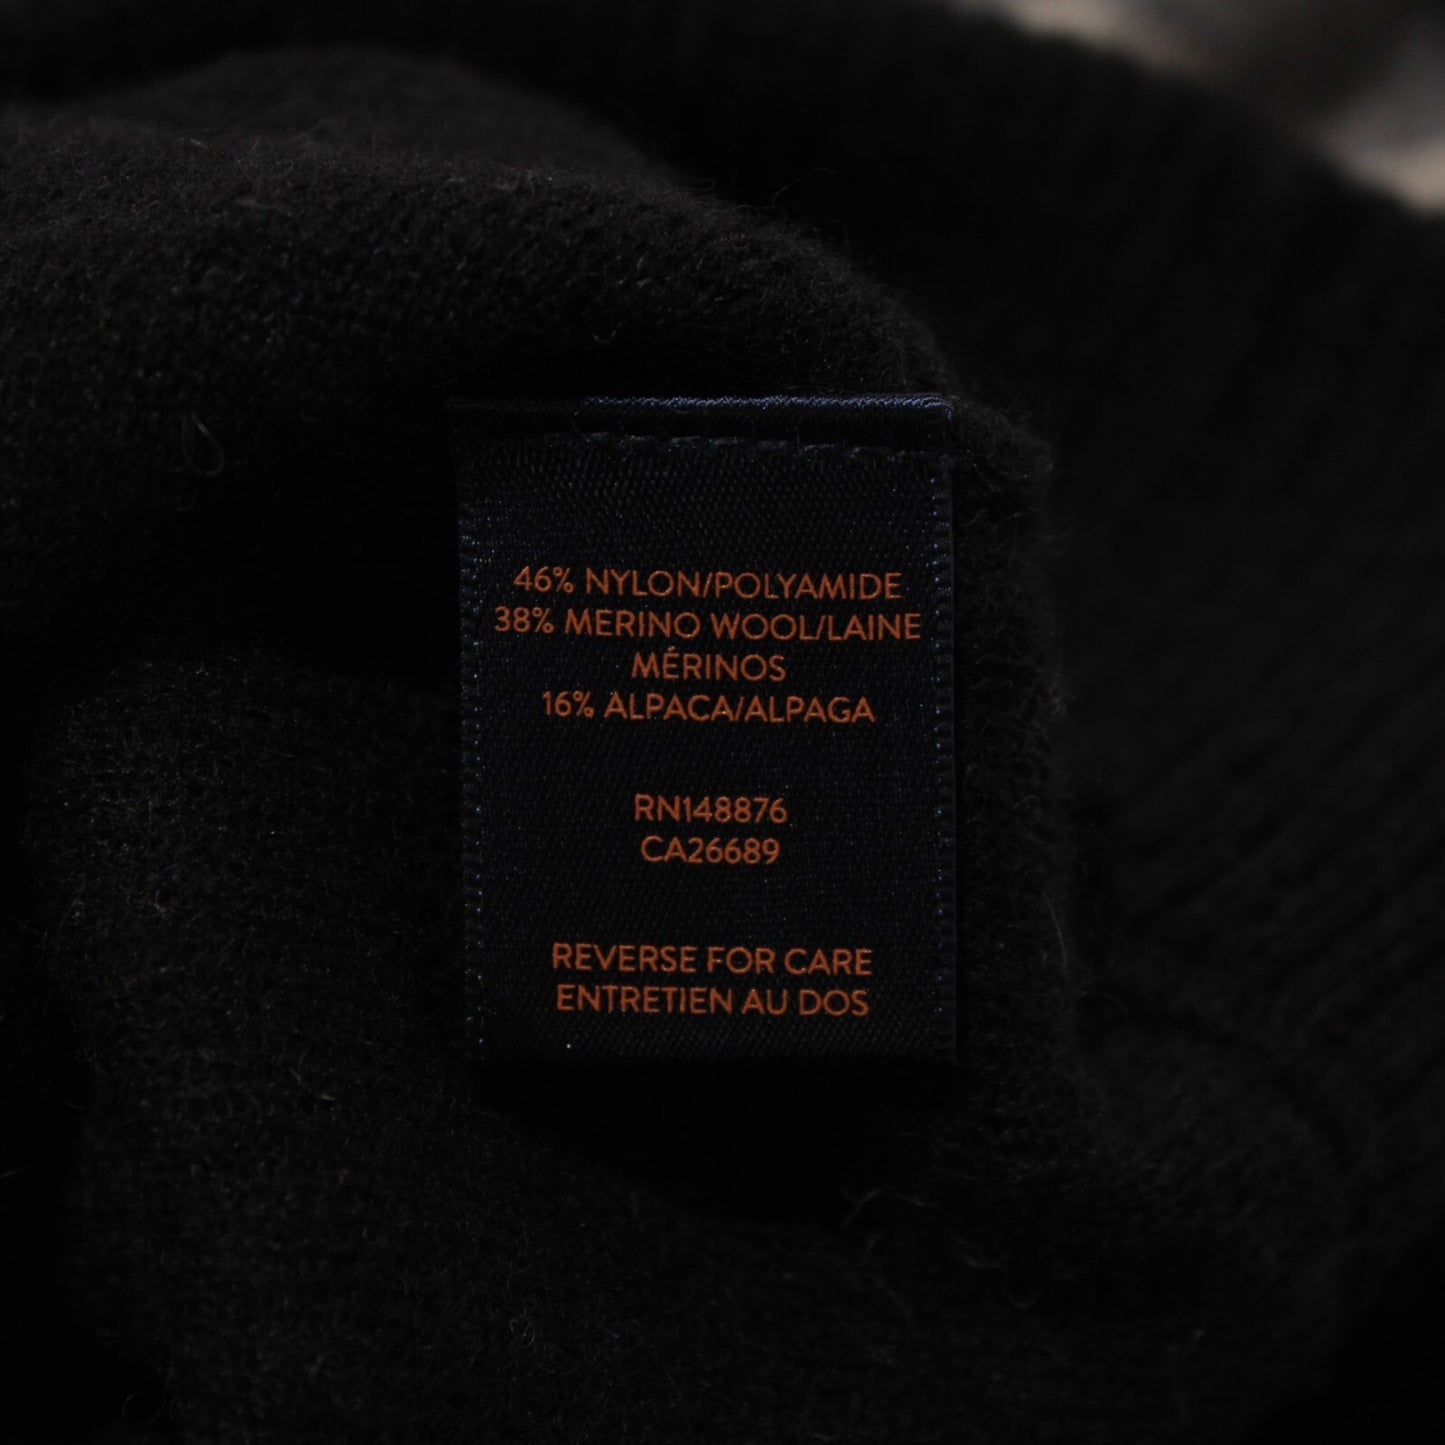 46% NYLON/POLYAMIDE
38% MERINO WOOL/LAINE
MÉRINOS
16% ALPACA/ALPAGA
RN148876
CA26689
REVERSE FOR CARE
ENTRETIEN AU DOS